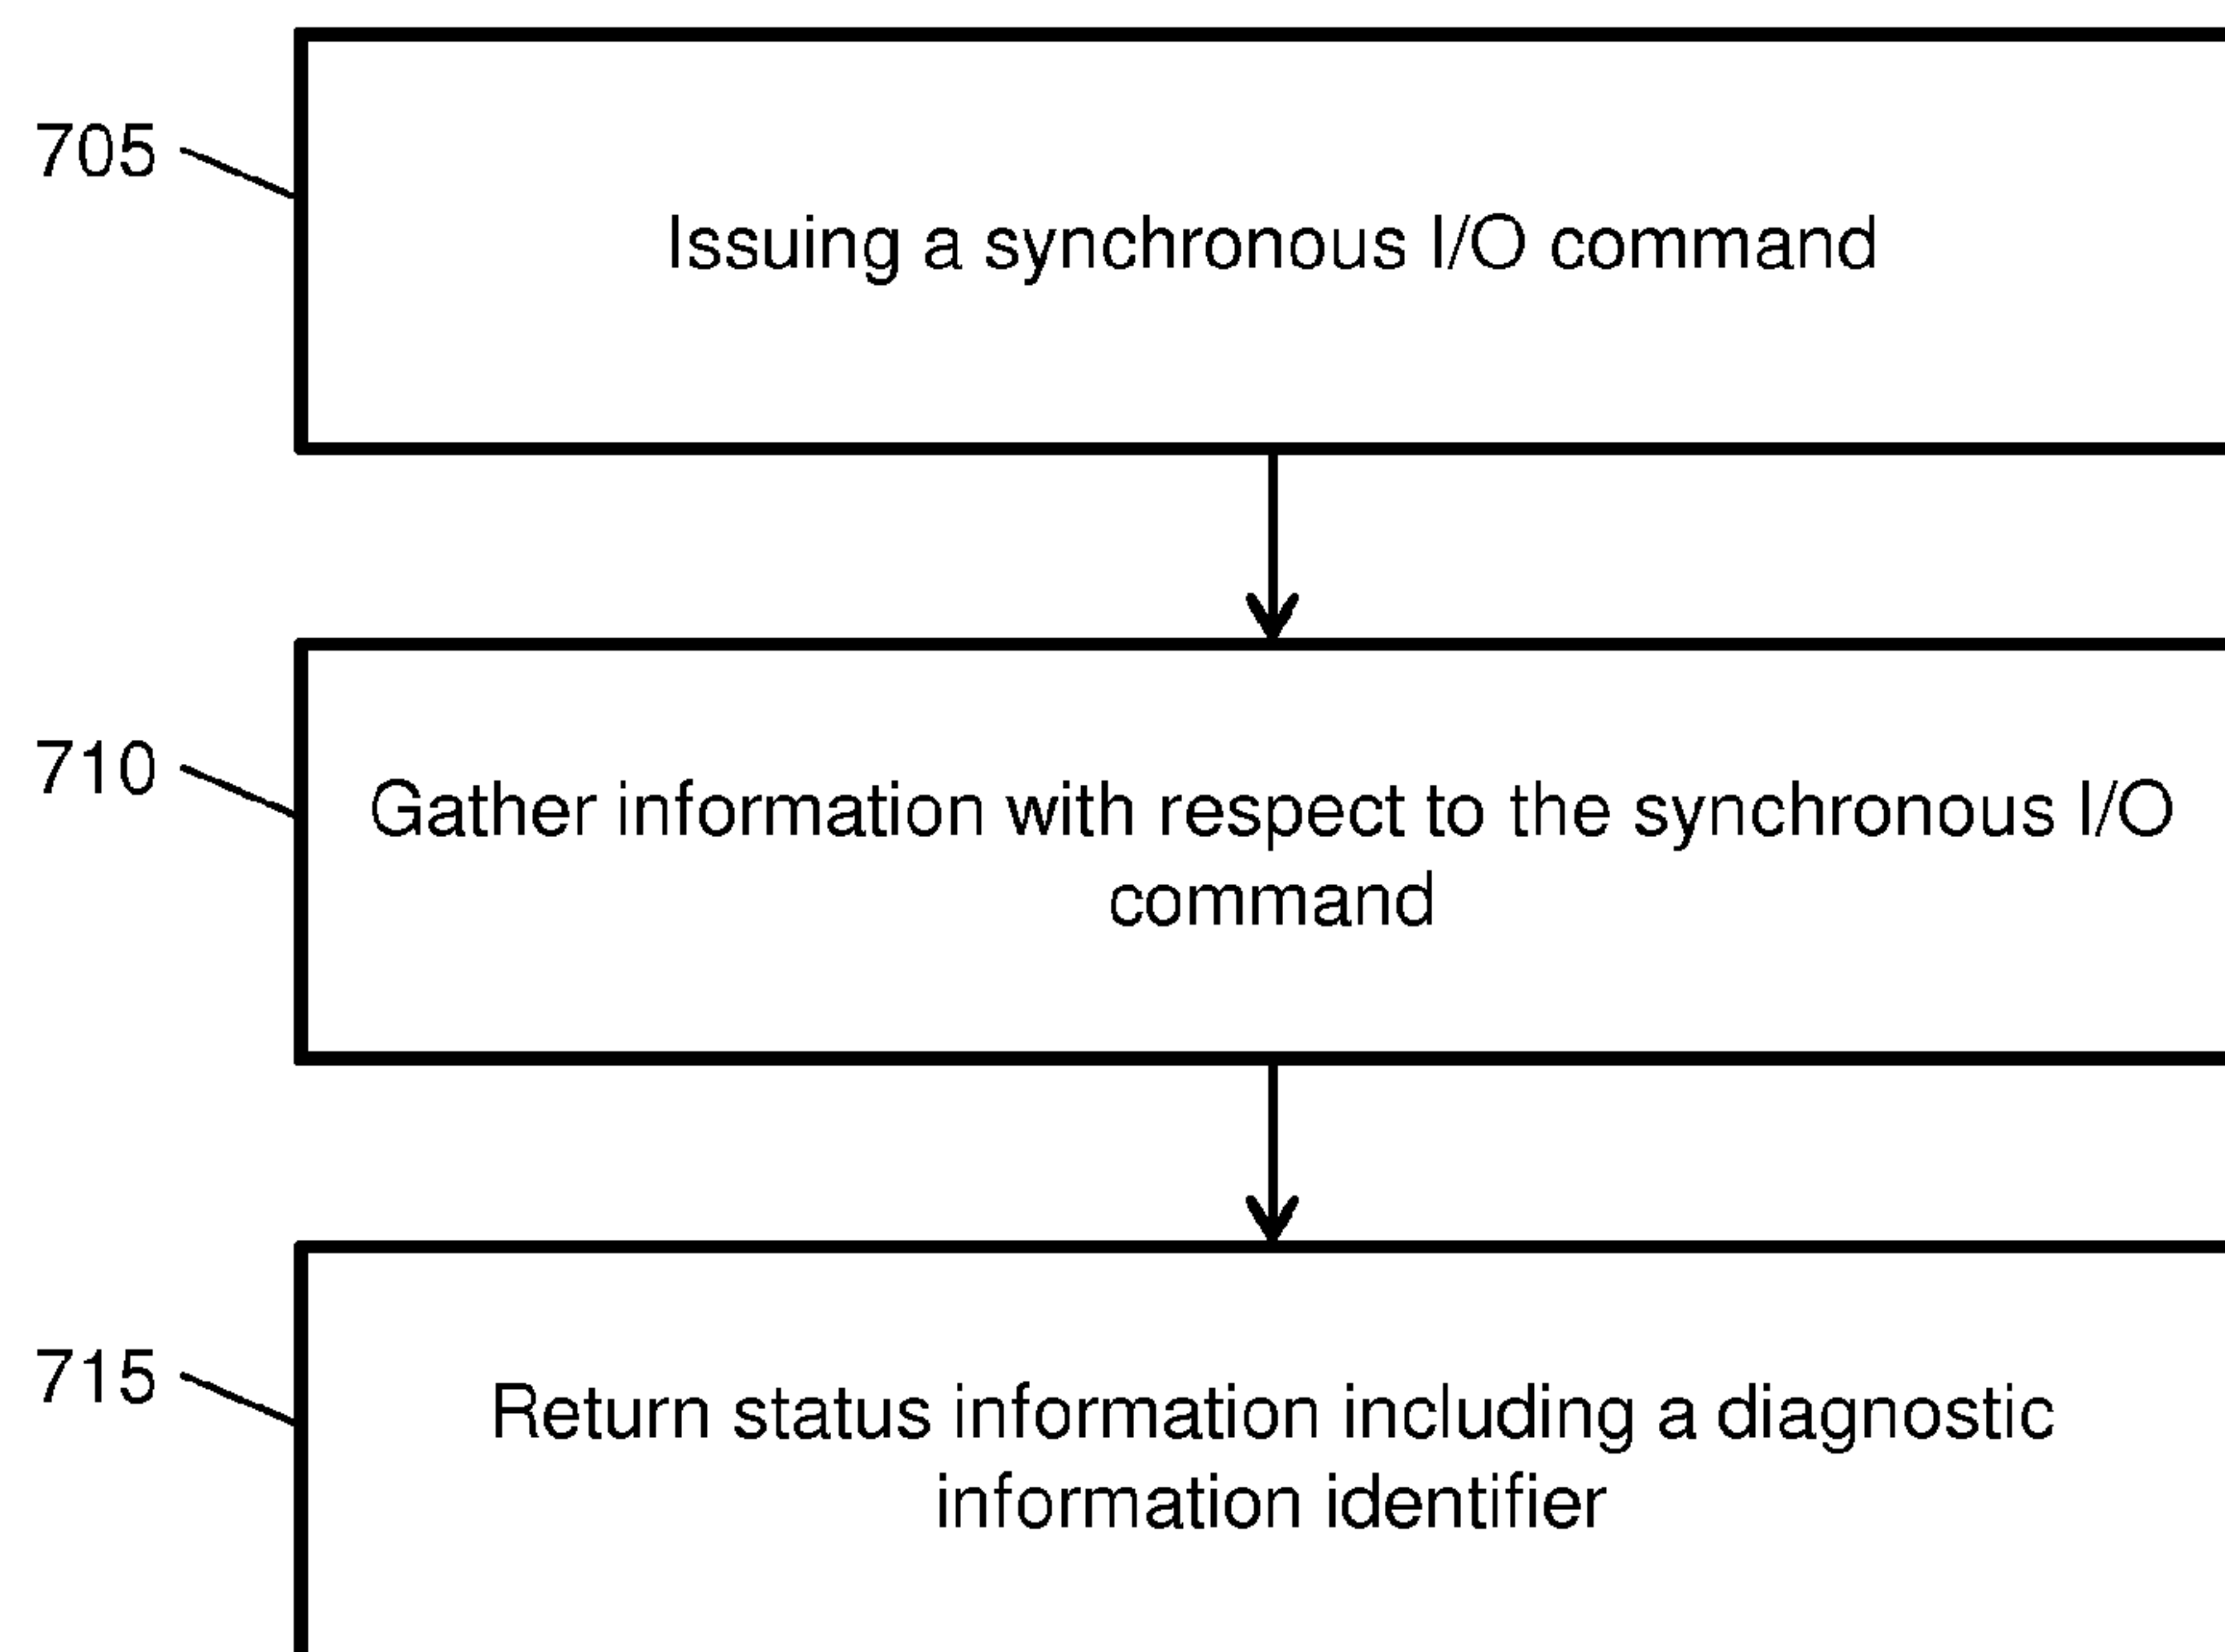 705
Issuing a synchronous I/O command
710
Gather information with respect to the synchronous I/O
command
715
Return status information including a diagnostic
information identifier